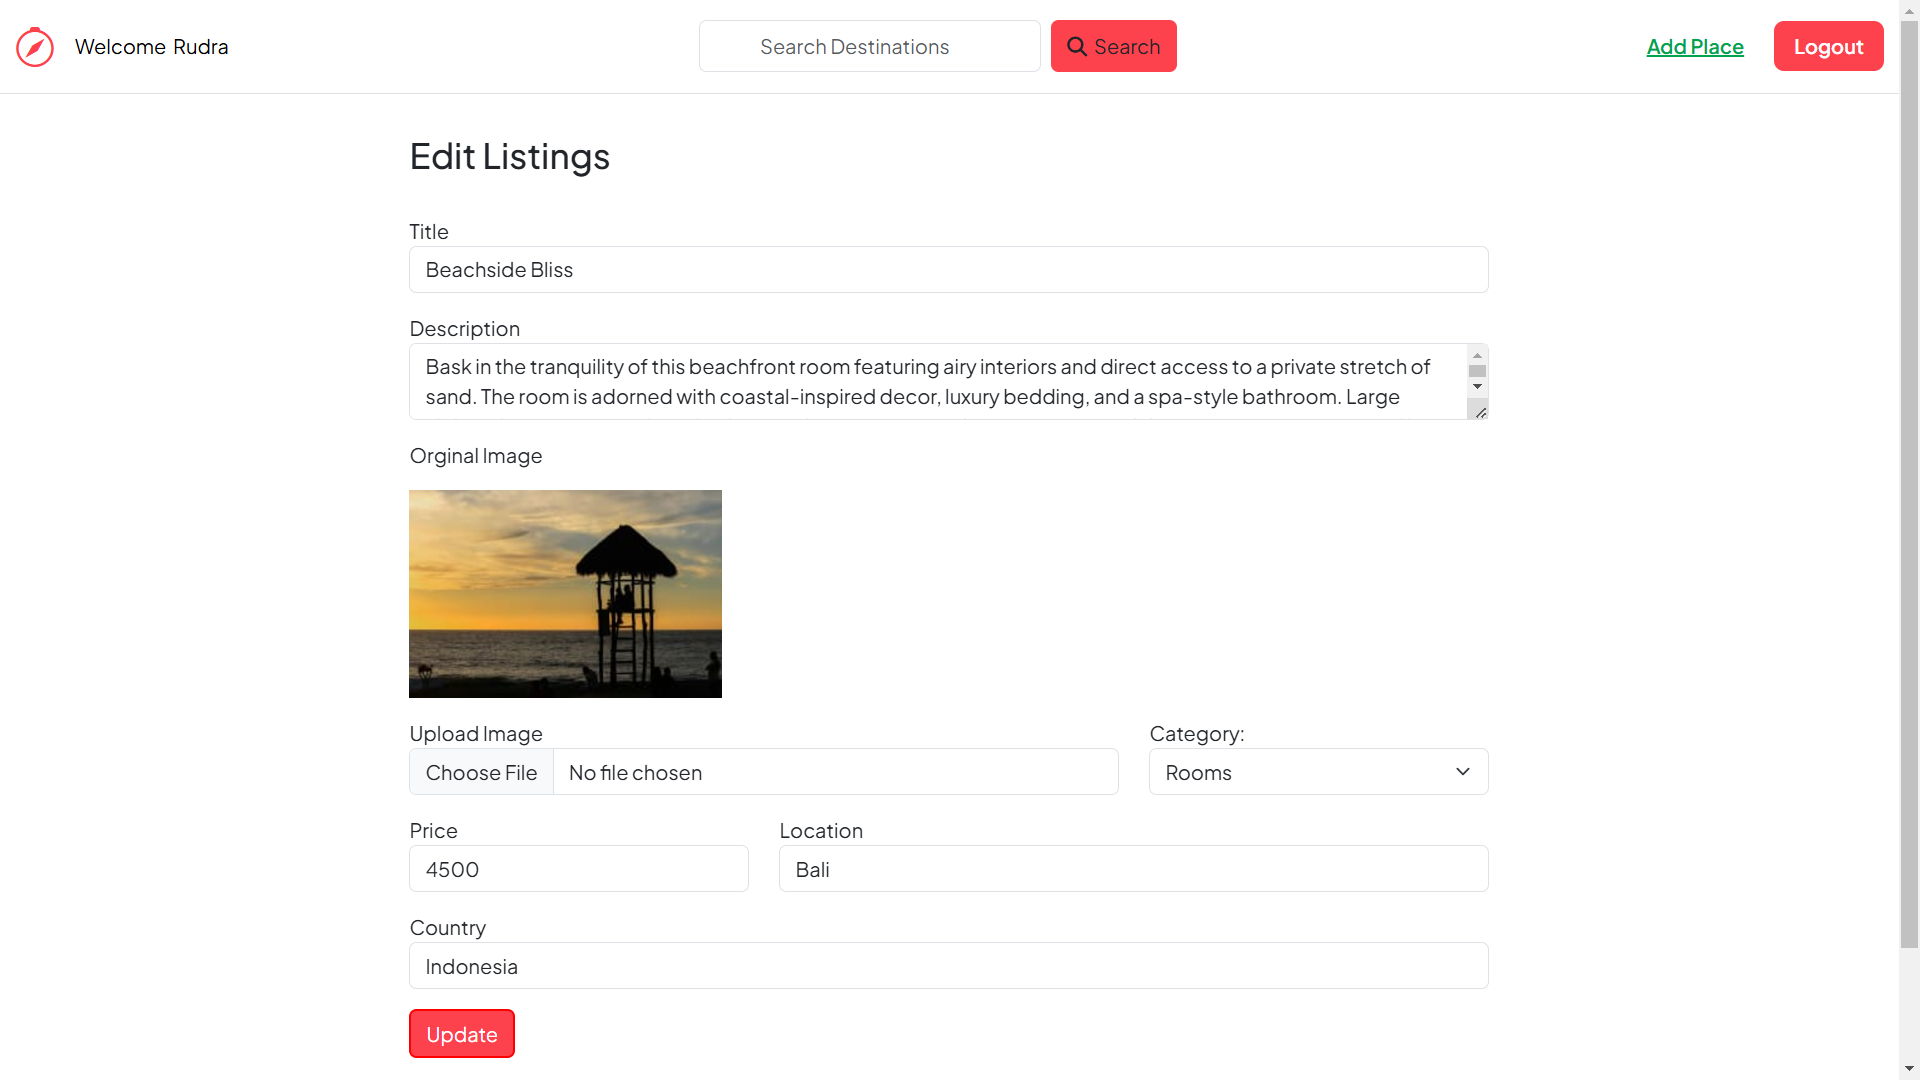 Welcome Rudra
Search Destinations
Search
Add Place
Logout
Edit Listings
Title
Beachside Bliss
Description
Bask in the tranquility of this beachfront room featuring airy interiors and direct access to a private stretch of
sand. The room is adorned with coastal-inspired decor, luxury bedding, and a spa-style bathroom. Large
Orginal Image
Upload Image
Category:
Choose File
No file chosen
Rooms
Price
Location
4500
Bali
Country
Indonesia
Update